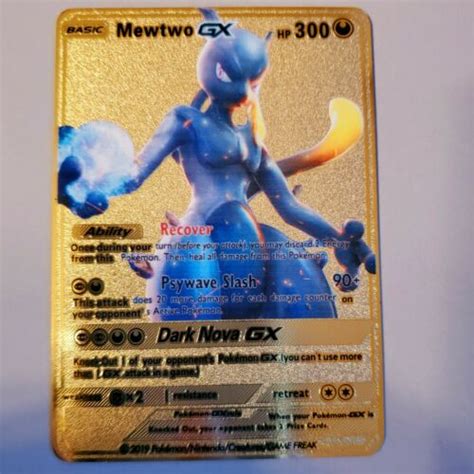 BASIC Mewtwo GX HP 300
Ability Recover
Once during your turn (before your attack), you may discard 2 Energy
from this Pokémon. Then, heal all damage from this Pokémon.
Psywave Slash 90+
This attack does 20 more damage for each damage counter on
your opponent's Active Pokémon.
Dark Nova GX
Knock Out 1 of your opponent's Pokémon-GX. (You can't use more
than 1 GX attack in a game.)
×2 resistance retreat
Pokémon-GX rule When your Pokémon-GX is
Knocked Out, your opponent takes 2 Prize Cards.
©2019 Pokémon/Nintendo/Creatures/GAME FREAK